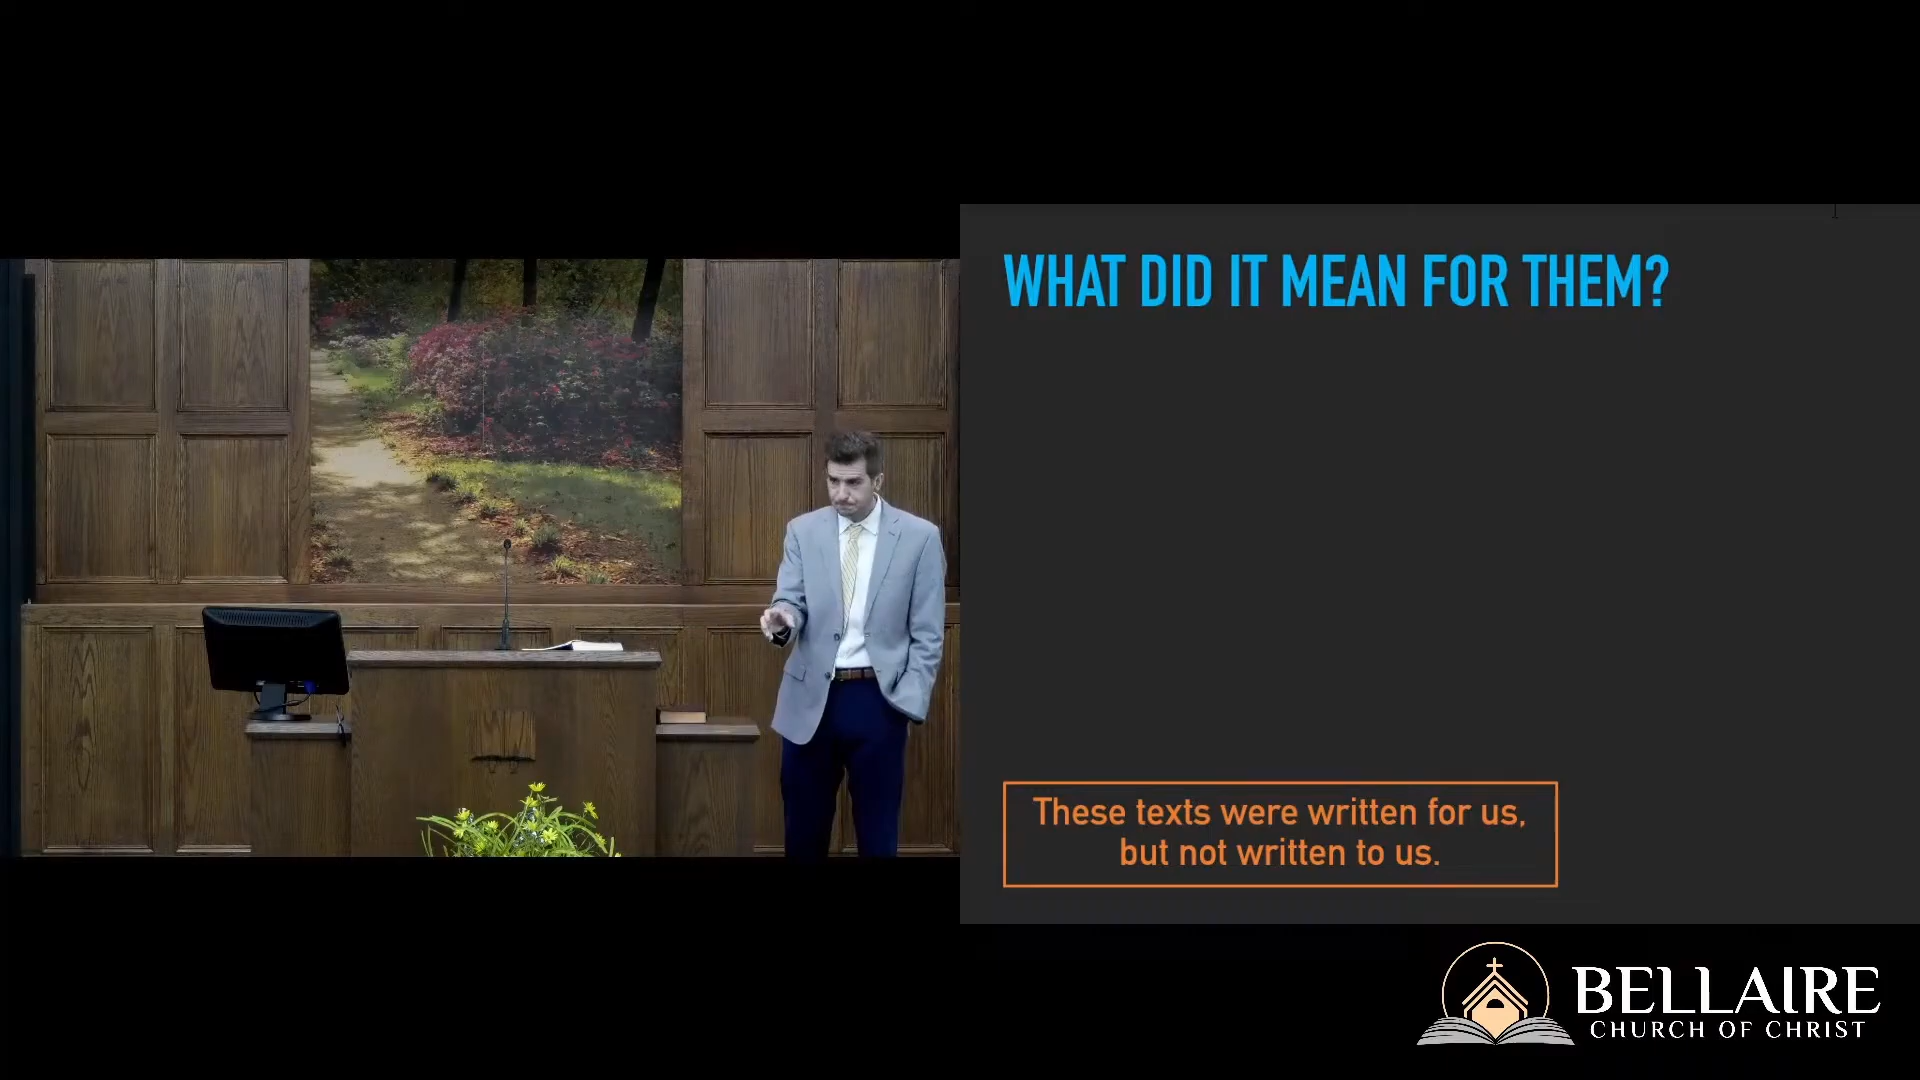 WHAT DID IT MEAN FOR THEM?
These texts were written for us,
but not written to us.
BELLAIRE
CHURCH OF CHRIST